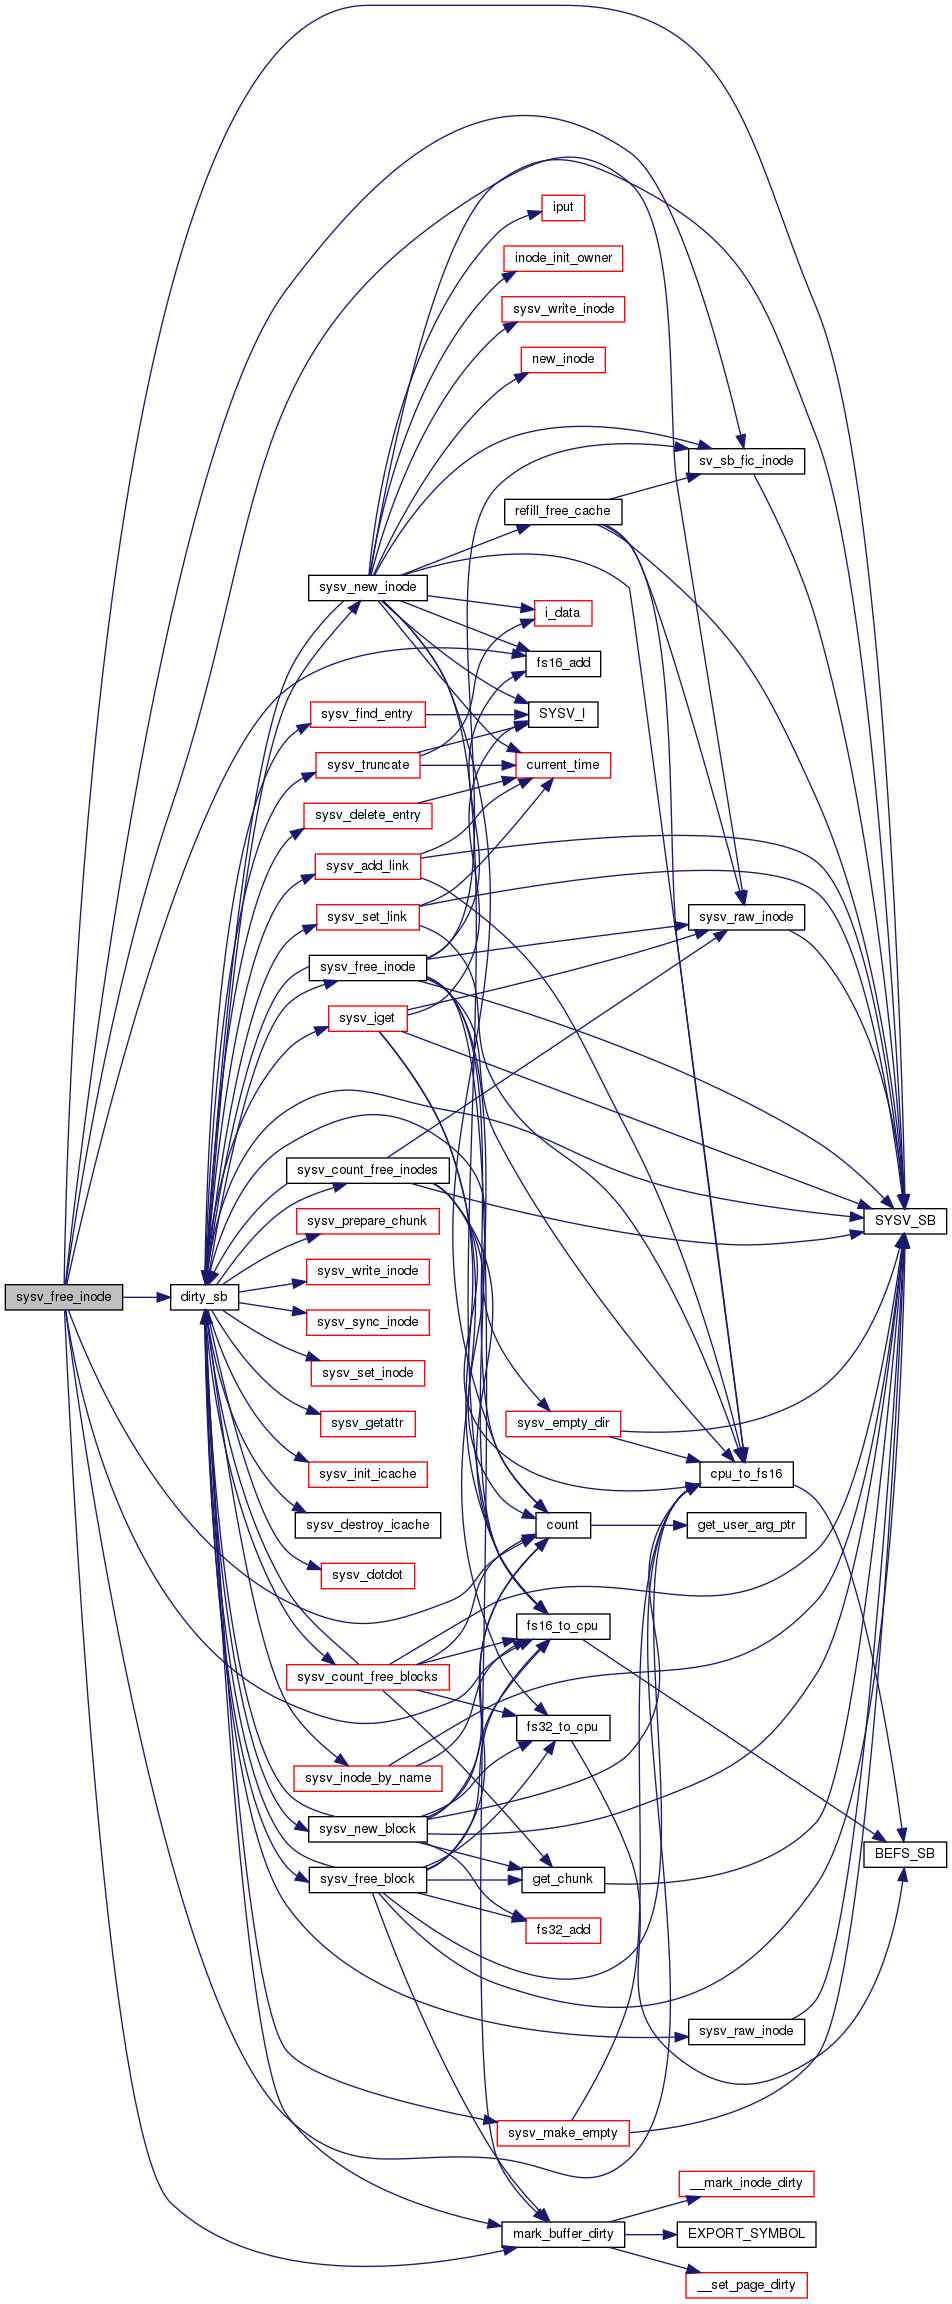 iput
inode_init_owner
sysv_write_inode
new_inode
sv_sb_fic_inode
refill_free_cache
sysv_new_inode
i_data
fs16_add
sysv_find_entry
SYSV_I
sysv_truncate
current_time
sysv_delete_entry
sysv_add_link
sysv_set_link
sysv_raw_inode
sysv_free_inode
sysv_iget
sysv_count_free_inodes
sysv_prepare_chunk
SYSV_SB
sysv_write_inode
sysv_free_inode
dirty_sb
sysv_sync_inode
sysv_set_inode
sysv_getattr
sysv_empty_dir
sysv_init_icache
cpu_to_fs16
sysv_destroy_icache
count
get_user_arg_ptr
sysv_dotdot
fs16_to_cpu
sysv_count_free_blocks
fs32_to_cpu
sysv_inode_by_name
sysv_new_block
BEFS_SB
sysv_free_block
get_chunk
fs32_add
sysv_raw_inode
sysv_make_empty
__mark_inode_dirty
mark_buffer_dirty
EXPORT_SYMBOL
__set_page_dirty